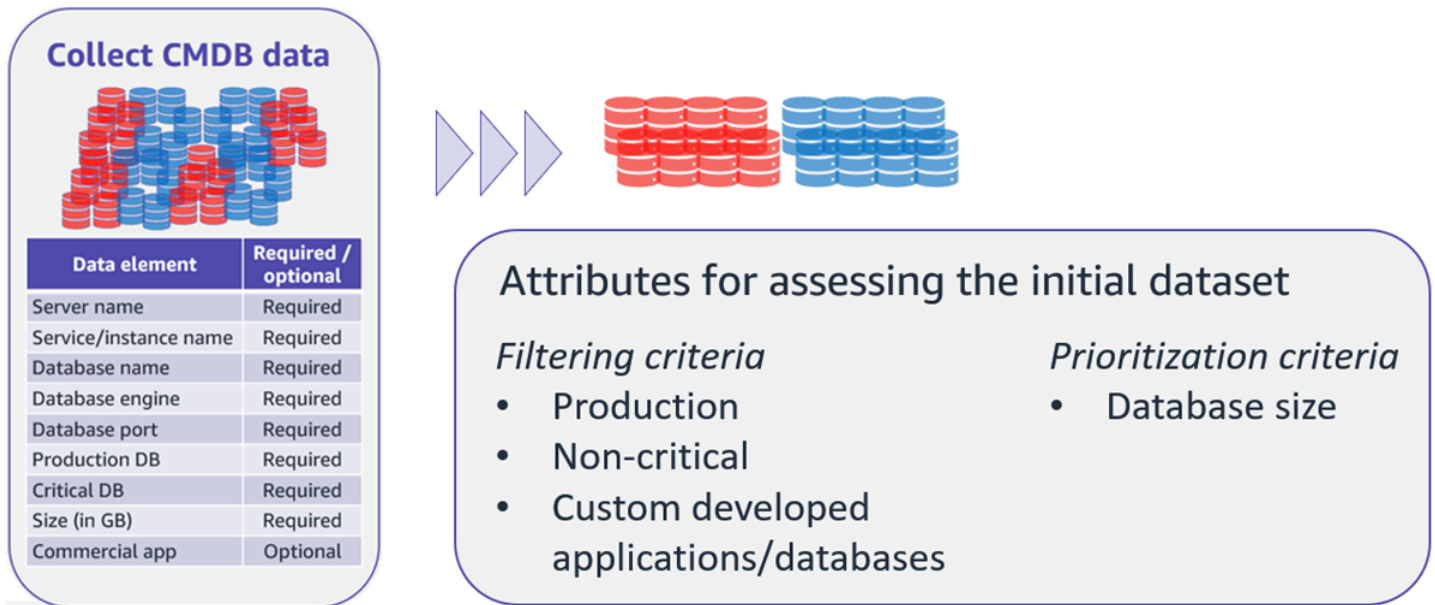 Collect CMDB data
Data element
Required /
optional
Server name Required
Service/instance name Required
Database name Required
Database engine Required
Database port Required
Production DB Required
Critical DB Required
Size (in GB) Required
Commercial app Optional
Attributes for assessing the initial dataset
Filtering criteria
• Production
• Non-critical
• Custom developed
applications/databases
Prioritization criteria
• Database size